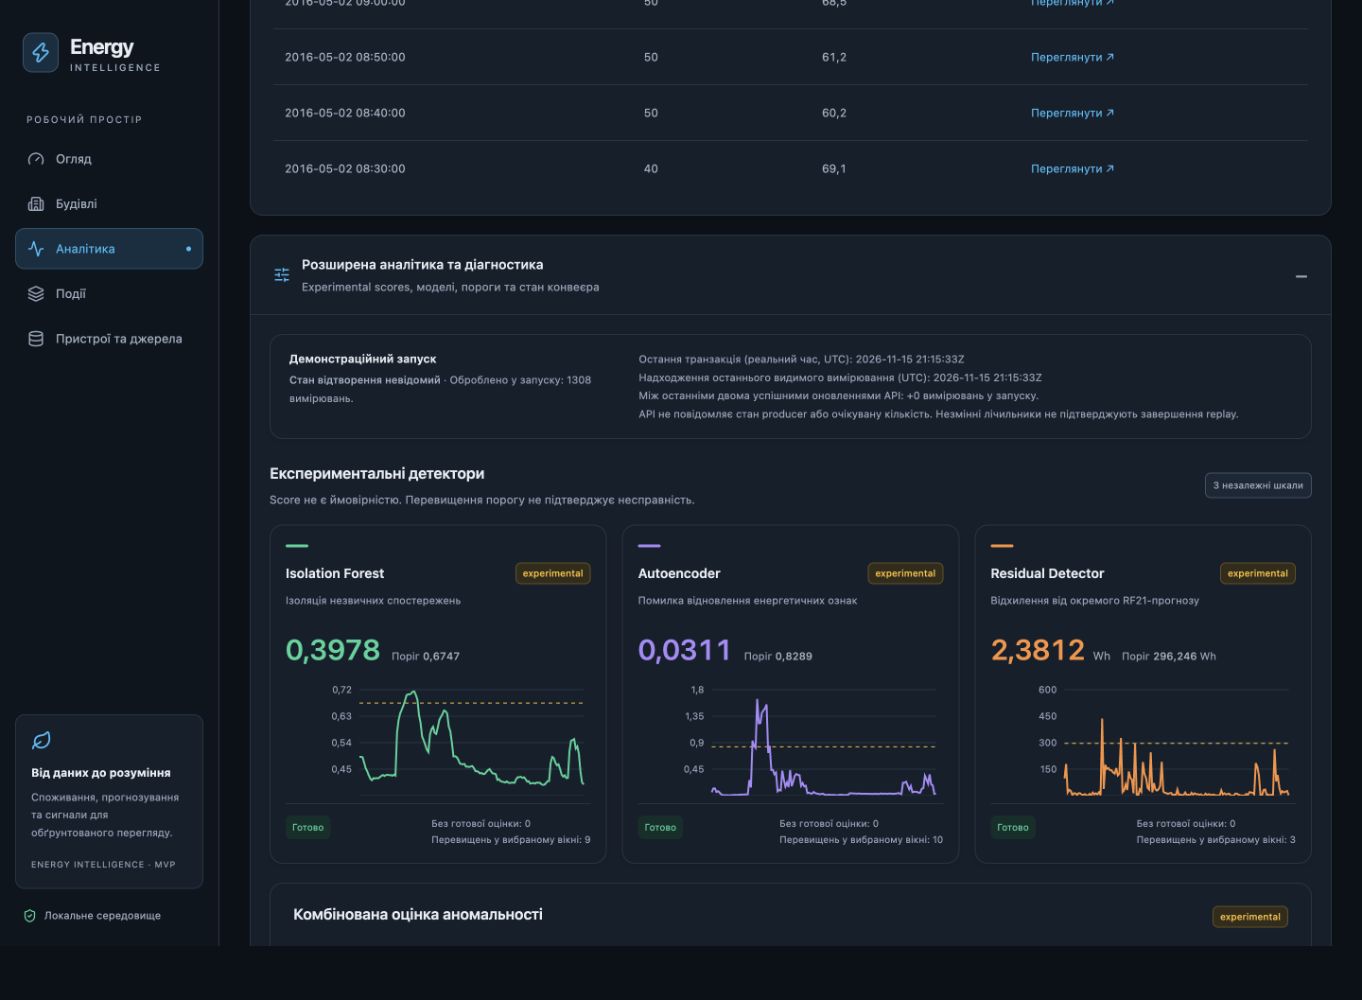 Energy
INTELLIGENCE
РОБОЧИЙ ПРОСТІР
Огляд
Будівлі
Аналітика
Події
Пристрої та джерела
Від даних до розуміння
Споживання, прогнозування
та сигнали для
обґрунтованого перегляду.
ENERGY INTELLIGENCE · MVP
Локальне середовище
2016-05-02 09:00:00 50 68,5 Переглянути ↗
2016-05-02 08:50:00 50 61,2 Переглянути ↗
2016-05-02 08:40:00 50 60,2 Переглянути ↗
2016-05-02 08:30:00 40 69,1 Переглянути ↗
Розширена аналітика та діагностика
Experimental scores, моделі, пороги та стан конвеєра
Демонстраційний запуск
Стан відтворення невідомий · Оброблено у запуску: 1308
вимірювань.
Остання транзакція (реальний час, UTC): 2026-11-15 21:15:33Z
Надходження останнього видимого вимірювання (UTC): 2026-11-15 21:15:33Z
Між останніми двома успішними оновленнями API: +0 вимірювань у запуску.
API не повідомляє стан producer або очікувану кількість. Незмінні лічильники не підтверджують завершення replay.
Експериментальні детектори
Score не є ймовірністю. Перевищення порогу не підтверджує несправність.
3 незалежні шкали
Isolation Forest experimental
Ізоляція незвичних спостережень
0,3978 Поріг 0,6747
0,72
0,63
0,54
0,45
Готово
Без готової оцінки: 0
Перевищень у вибраному вікні: 9
Autoencoder experimental
Помилка відновлення енергетичних ознак
0,0311 Поріг 0,8289
1,8
1,35
0,9
0,45
Готово
Без готової оцінки: 0
Перевищень у вибраному вікні: 10
Residual Detector experimental
Відхилення від окремого RF21-прогнозу
2,3812 Wh Поріг 296,246 Wh
600
450
300
150
Готово
Без готової оцінки: 0
Перевищень у вибраному вікні: 3
Комбінована оцінка аномальності experimental